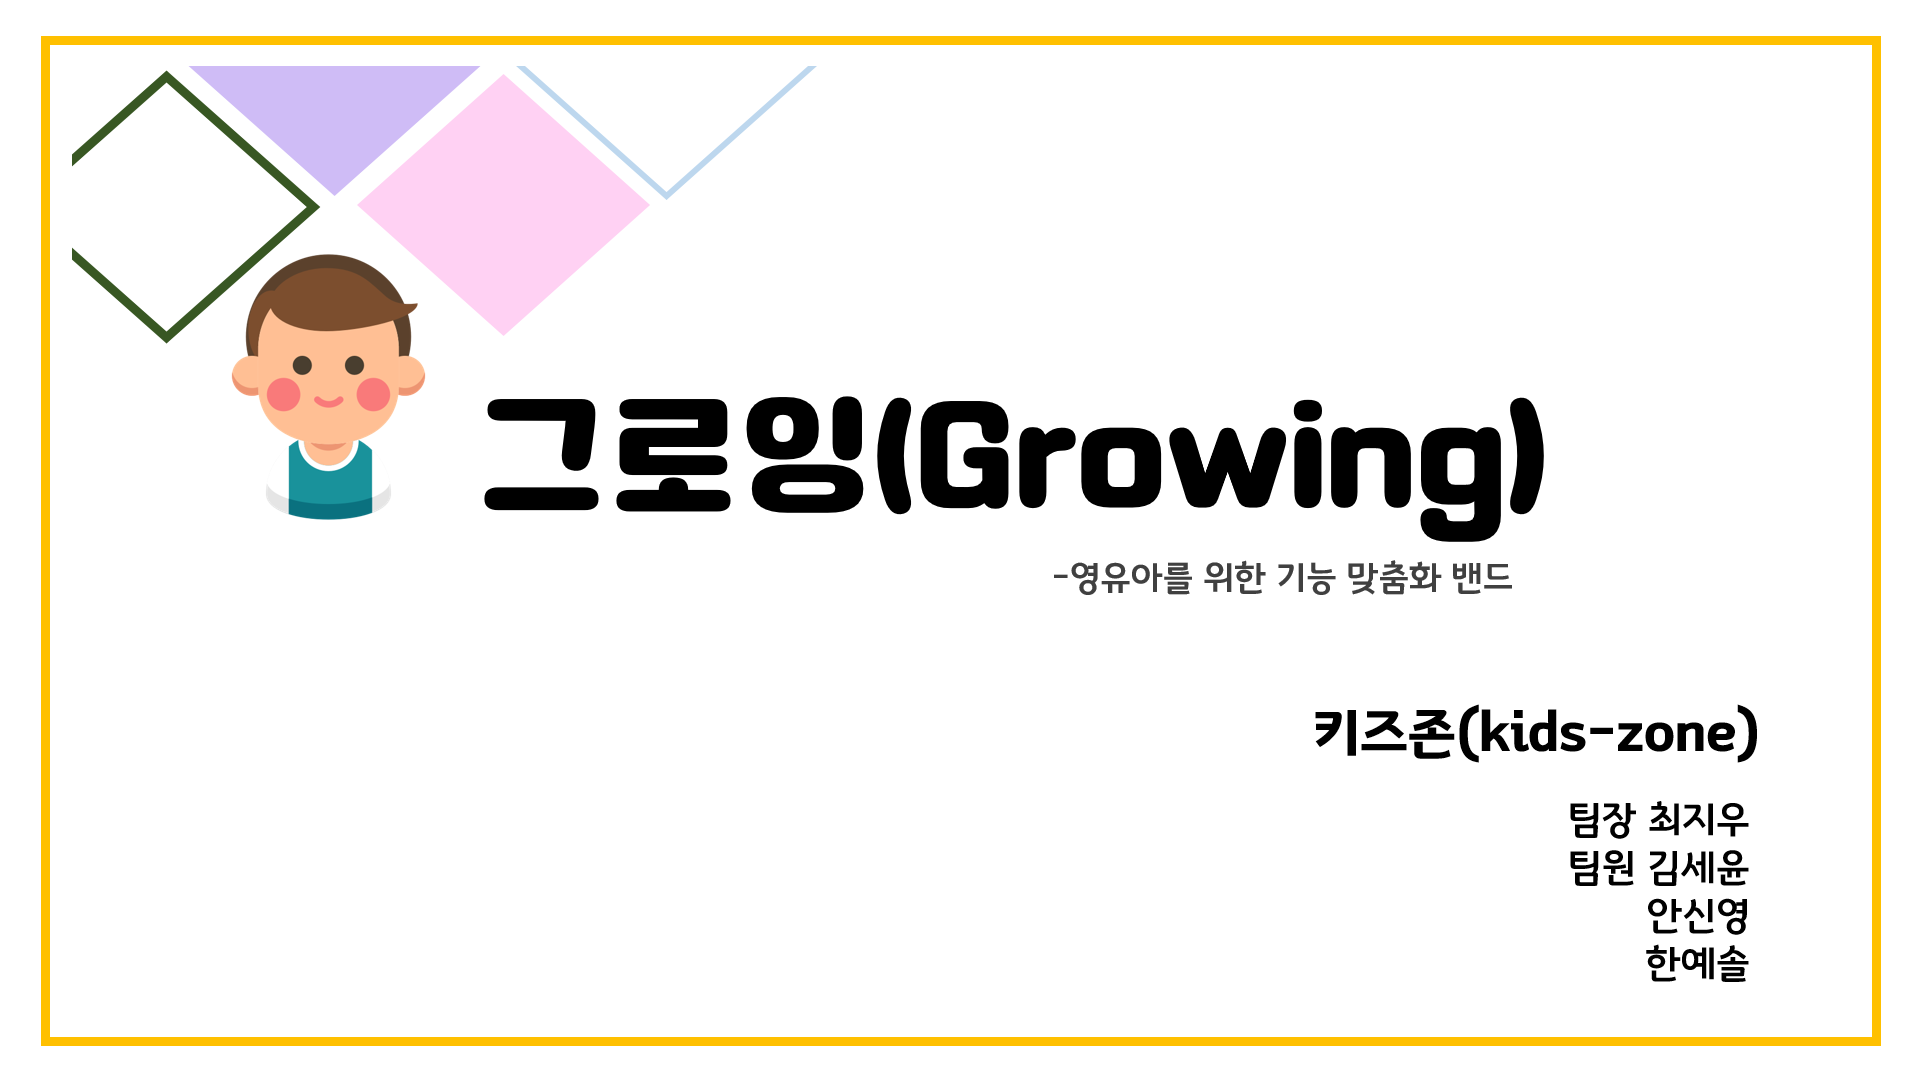 그로잉(Growing)
-영유아를 위한 기능 맞춤화 밴드
키즈존(kids-zone)
팀장 최지우
팀원 김세윤
안신영
한예솔